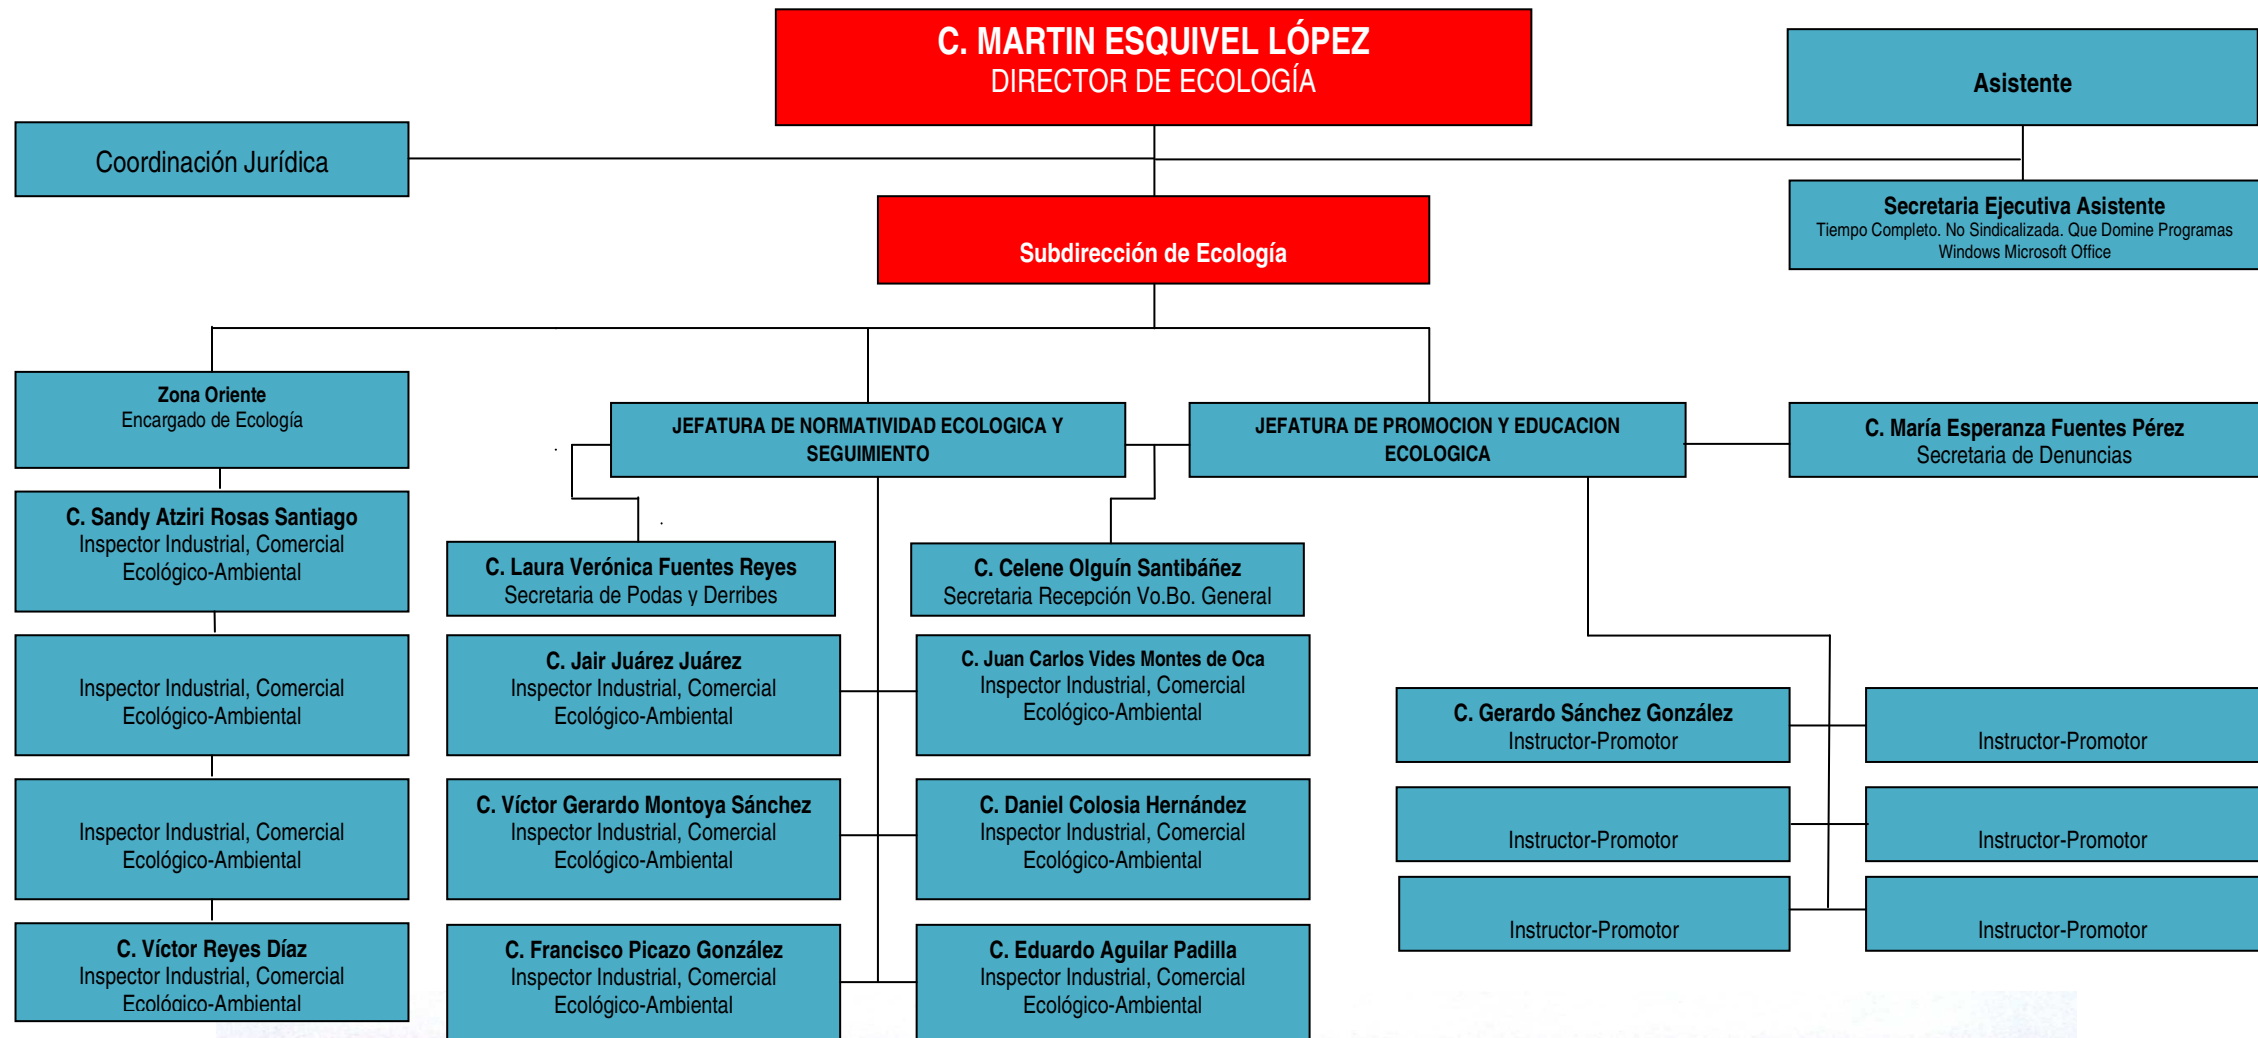 C. MARTIN ESQUIVEL LÓPEZ
DIRECTOR DE ECOLOGÍA
Asistente
Coordinación Jurídica
Secretaria Ejecutiva Asistente
Tiempo Completo. No Sindicalizada. Que Domine Programas
Windows Microsoft Office
Subdirección de Ecología
Zona Oriente
Encargado de Ecología
JEFATURA DE NORMATIVIDAD ECOLOGICA Y
SEGUIMIENTO
JEFATURA DE PROMOCION Y EDUCACION
ECOLOGICA
C. María Esperanza Fuentes Pérez
Secretaria de Denuncias
C. Sandy Atziri Rosas Santiago
Inspector Industrial, Comercial
Ecológico-Ambiental
C. Laura Verónica Fuentes Reyes
Secretaria de Podas y Derribes
C. Celene Olguín Santibáñez
Secretaria Recepción Vo.Bo. General
Inspector Industrial, Comercial
Ecológico-Ambiental
C. Jair Juárez Juárez
Inspector Industrial, Comercial
Ecológico-Ambiental
C. Juan Carlos Vides Montes de Oca
Inspector Industrial, Comercial
Ecológico-Ambiental
C. Gerardo Sánchez González
Instructor-Promotor
Instructor-Promotor
Inspector Industrial, Comercial
Ecológico-Ambiental
C. Víctor Gerardo Montoya Sánchez
Inspector Industrial, Comercial
Ecológico-Ambiental
C. Daniel Colosia Hernández
Inspector Industrial, Comercial
Ecológico-Ambiental
Instructor-Promotor
Instructor-Promotor
C. Víctor Reyes Díaz
Inspector Industrial, Comercial
Ecológico-Ambiental
C. Francisco Picazo González
Inspector Industrial, Comercial
Ecológico-Ambiental
C. Eduardo Aguilar Padilla
Inspector Industrial, Comercial
Ecológico-Ambiental
Instructor-Promotor
Instructor-Promotor